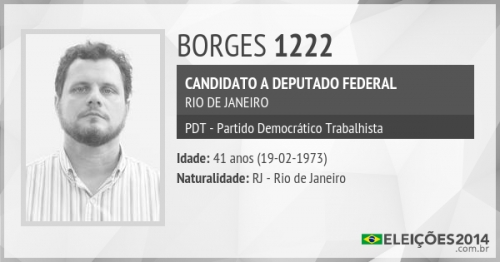 BORGES 1222
CANDIDATO A DEPUTADO FEDERAL
RIO DE JANEIRO
PDT - Partido Democrático Trabalhista
Idade: 41 anos (19-02-1973)
Naturalidade: RJ - Rio de Janeiro
ELEIÇÕES2014
.com.br